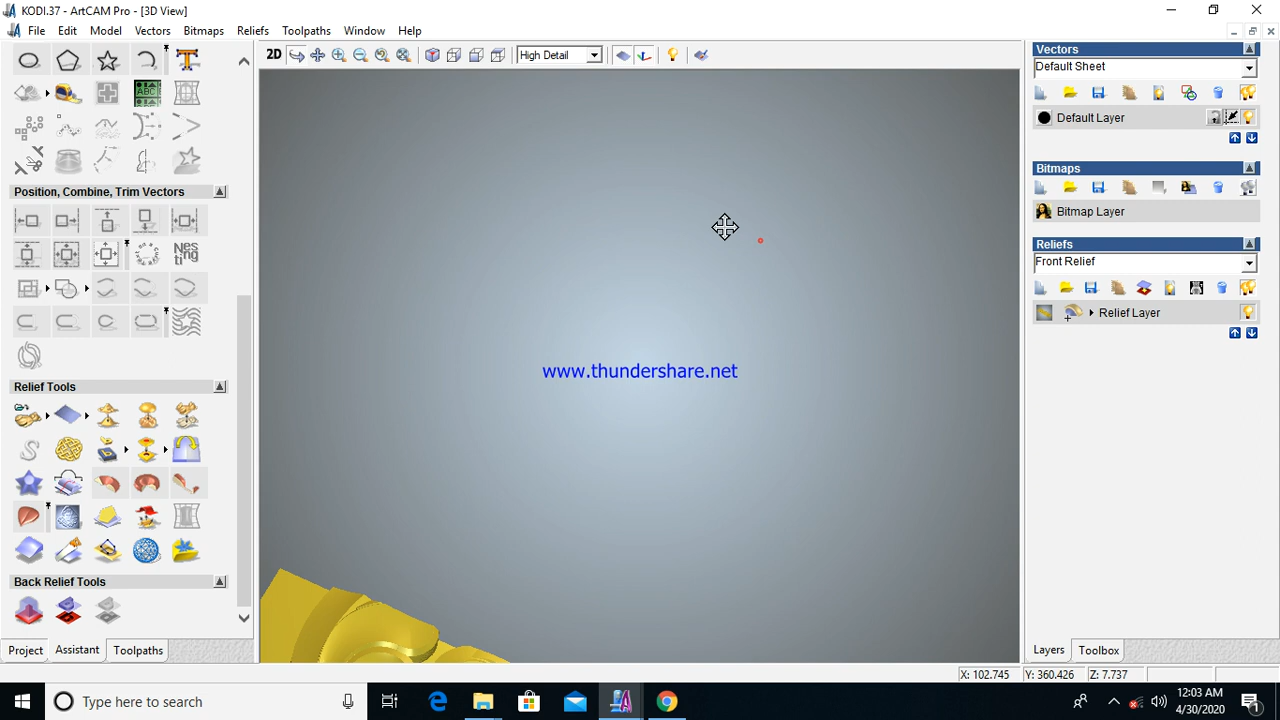 KODI.37 - ArtCAM Pro - [3D View]
File Edit Model Vectors Bitmaps Reliefs Toolpaths Window Help
2D High Detail
ABC
Position, Combine, Trim Vectors
Nesting
Relief Tools
Back Relief Tools
Project Assistant Toolpaths
www.thundershare.net
Vectors
Default Sheet
Default Layer
Bitmaps
Bitmap Layer
Reliefs
Front Relief
Relief Layer
Layers Toolbox
X: 102.745 Y: 360.426 Z: 7.737
Type here to search
12:03 AM
4/30/2020
1